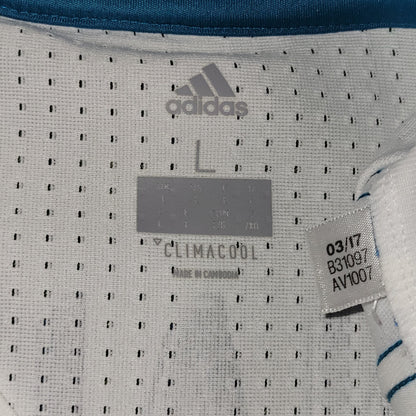 adidas
L
CLIMACOOL
MADE IN CAMBODIA
03/17
B31097
AV1007